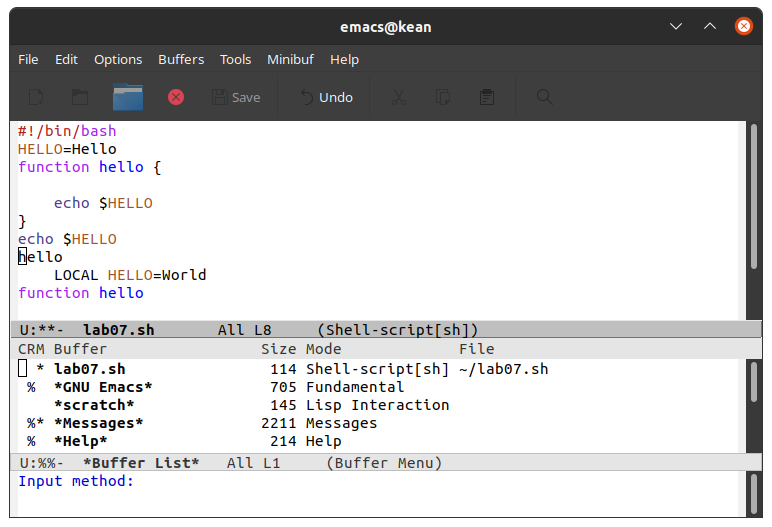 emacs@kean
File Edit Options Buffers Tools Minibuf Help
Save Undo
#!/bin/bash
HELLO=Hello
function hello {
echo $HELLO
}
echo $HELLO
hello
LOCAL HELLO=World
function hello
U:**- lab07.sh All L8 (Shell-script[sh])
CRM Buffer Size Mode File
* lab07.sh 114 Shell-script[sh] ~/lab07.sh
% *GNU Emacs* 705 Fundamental
*scratch* 145 Lisp Interaction
%* *Messages* 2211 Messages
% *Help* 214 Help
U:%%- *Buffer List* All L1 (Buffer Menu)
Input method: